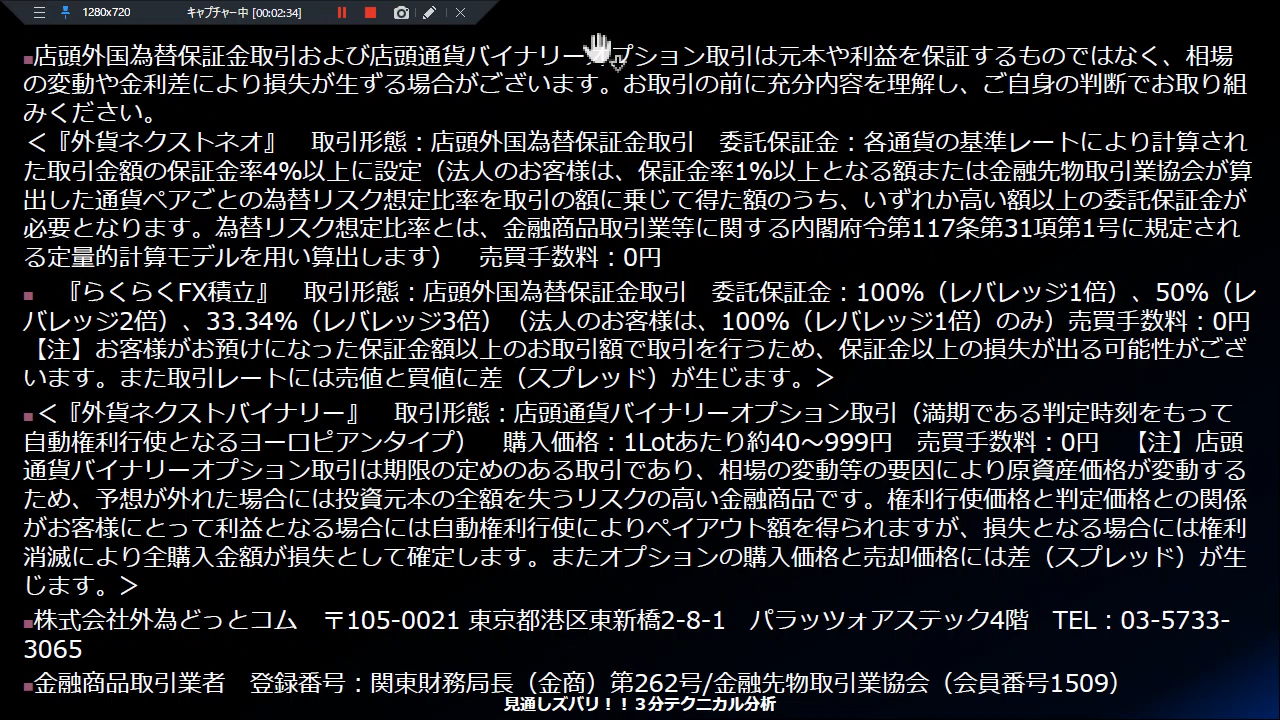 1280x720 キャプチャー中 [00:02:34]
■店頭外国為替保証金取引および店頭通貨バイナリーオプション取引は元本や利益を保証するものではなく、相場
の変動や金利差により損失が生ずる場合がございます。お取引の前に充分内容を理解し、ご自身の判断でお取り組
みください。
＜『外貨ネクストネオ』　取引形態：店頭外国為替保証金取引　委託保証金：各通貨の基準レートにより計算され
た取引金額の保証金率4%以上に設定（法人のお客様は、保証金率1%以上となる額または金融先物取引業協会が算
出した通貨ペアごとの為替リスク想定比率を取引の額に乗じて得た額のうち、いずれか高い額以上の委託保証金が
必要となります。為替リスク想定比率とは、金融商品取引業等に関する内閣府令第117条第31項第1号に規定され
る定量的計算モデルを用い算出します）　売買手数料：0円
■　『らくらくFX積立』　取引形態：店頭外国為替保証金取引　委託保証金：100%（レバレッジ1倍）、50%（レ
バレッジ2倍）、33.34%（レバレッジ3倍）（法人のお客様は、100%（レバレッジ1倍）のみ）売買手数料：0円
【注】お客様がお預けになった保証金額以上のお取引額で取引を行うため、保証金以上の損失が出る可能性がござ
います。また取引レートには売値と買値に差（スプレッド）が生じます。＞
■＜『外貨ネクストバイナリー』　取引形態：店頭通貨バイナリーオプション取引（満期である判定時刻をもって
自動権利行使となるヨーロピアンタイプ）　購入価格：1Lotあたり約40～999円　売買手数料：0円　【注】店頭
通貨バイナリーオプション取引は期限の定めのある取引であり、相場の変動等の要因により原資産価格が変動する
ため、予想が外れた場合には投資元本の全額を失うリスクの高い金融商品です。権利行使価格と判定価格との関係
がお客様にとって利益となる場合には自動権利行使によりペイアウト額を得られますが、損失となる場合には権利
消滅により全購入金額が損失として確定します。またオプションの購入価格と売却価格には差（スプレッド）が生
じます。＞
■株式会社外為どっとコム　〒105-0021 東京都港区東新橋2-8-1　パラッツォアステック4階　TEL：03-5733-
3065
■金融商品取引業者　登録番号：関東財務局長（金商）第262号/金融先物取引業協会（会員番号1509）
見通しズバリ！！３分テクニカル分析